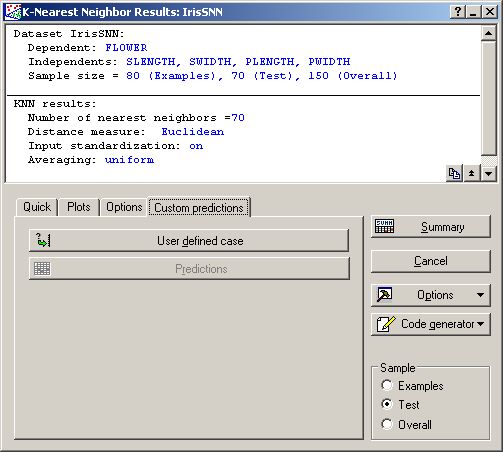 K-Nearest Neighbor Results: IrisSNN
Dataset IrisSNN:
Dependent: FLOWER
Independents: SLENGTH, SWIDTH, PLENGTH, PWIDTH
Sample size = 80 (Examples), 70 (Test), 150 (Overall)
KNN results:
Number of nearest neighbors =70
Distance measure: Euclidean
Input standardization: on
Averaging: uniform
Quick Plots Options Custom predictions
User defined case
Predictions
Summary
Cancel
Options
Code generator
Sample
Examples
Test
Overall